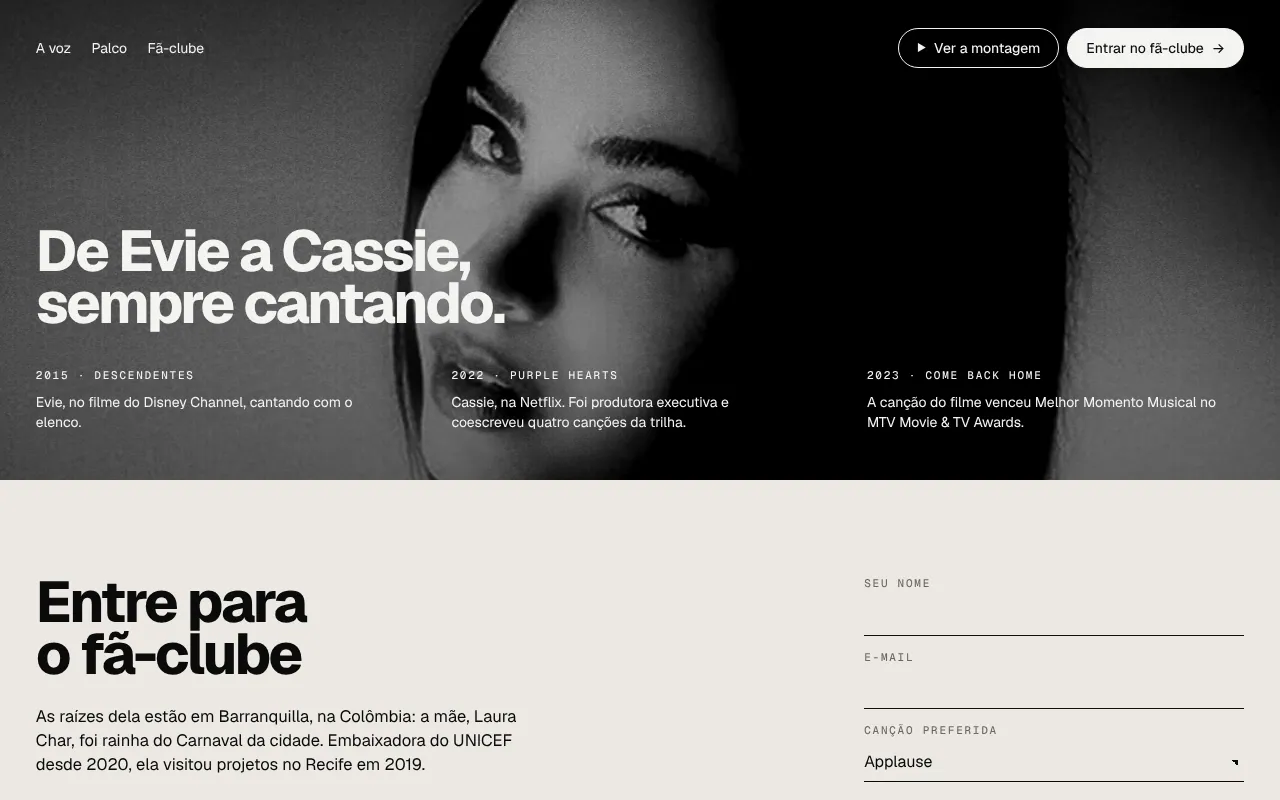 A voz
Palco
Fã-clube
▶ Ver a montagem
Entrar no fã-clube →
De Evie a Cassie,
sempre cantando.
2015 · DESCENDENTES
Evie, no filme do Disney Channel, cantando com o
elenco.
2022 · PURPLE HEARTS
Cassie, na Netflix. Foi produtora executiva e
coescreveu quatro canções da trilha.
2023 · COME BACK HOME
A canção do filme venceu Melhor Momento Musical no
MTV Movie & TV Awards.
Entre para
o fã-clube
As raízes dela estão em Barranquilla, na Colômbia: a mãe, Laura
Char, foi rainha do Carnaval da cidade. Embaixadora do UNICEF
desde 2020, ela visitou projetos no Recife em 2019.
SEU NOME
E-MAIL
CANÇÃO PREFERIDA
Applause